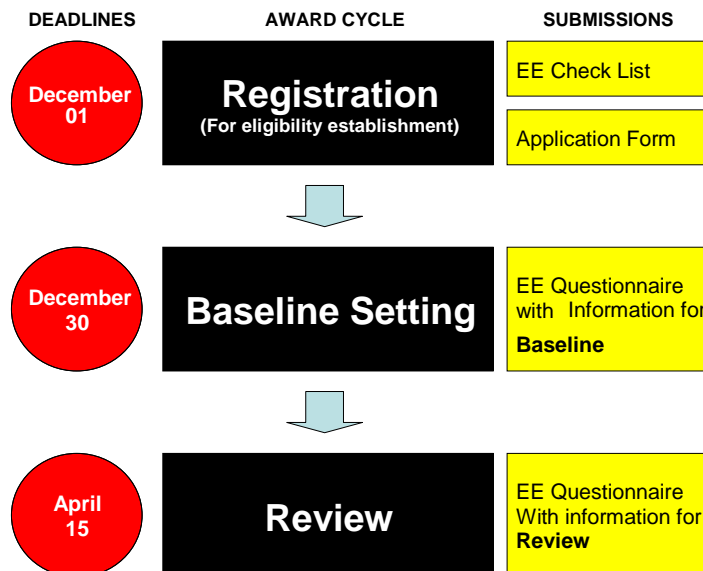 DEADLINES AWARD CYCLE SUBMISSIONS
December
01
Registration
(For eligibility establishment)
EE Check List
Application Form
December
30
Baseline Setting
EE Questionnaire
with Information for
Baseline
April
15
Review
EE Questionnaire
With information for
Review